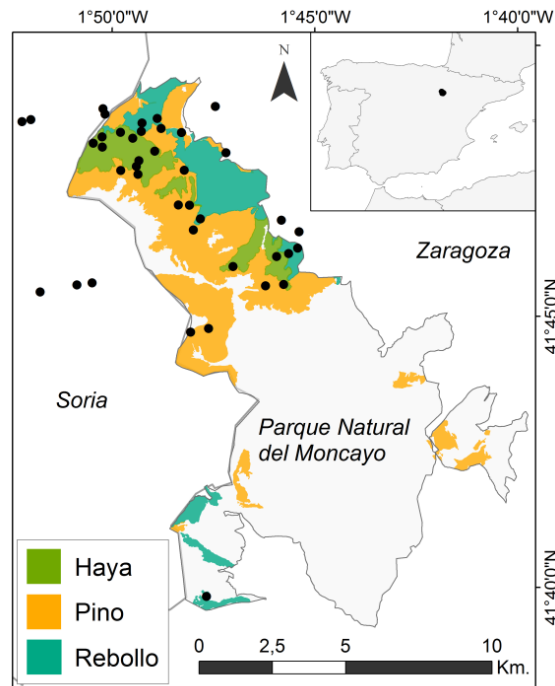 1°50'0"W
1°45'0"W
1°40'0"W
N
Zaragoza
41°45'0"N
Soria
Parque Natural
del Moncayo
41°40'0"N
Haya
Pino
Rebollo
0
2,5
5
10
Km.